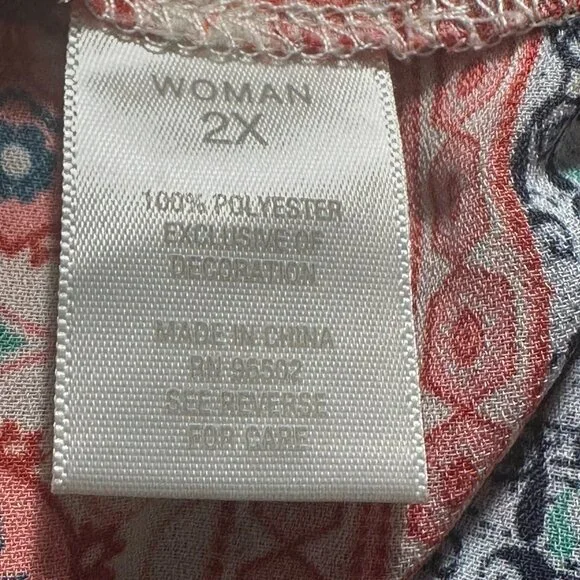 WOMAN
2X
100% POLYESTER
EXCLUSIVE OF
DECORATION
MADE IN CHINA
RN 96502
SEE REVERSE
FOR CARE